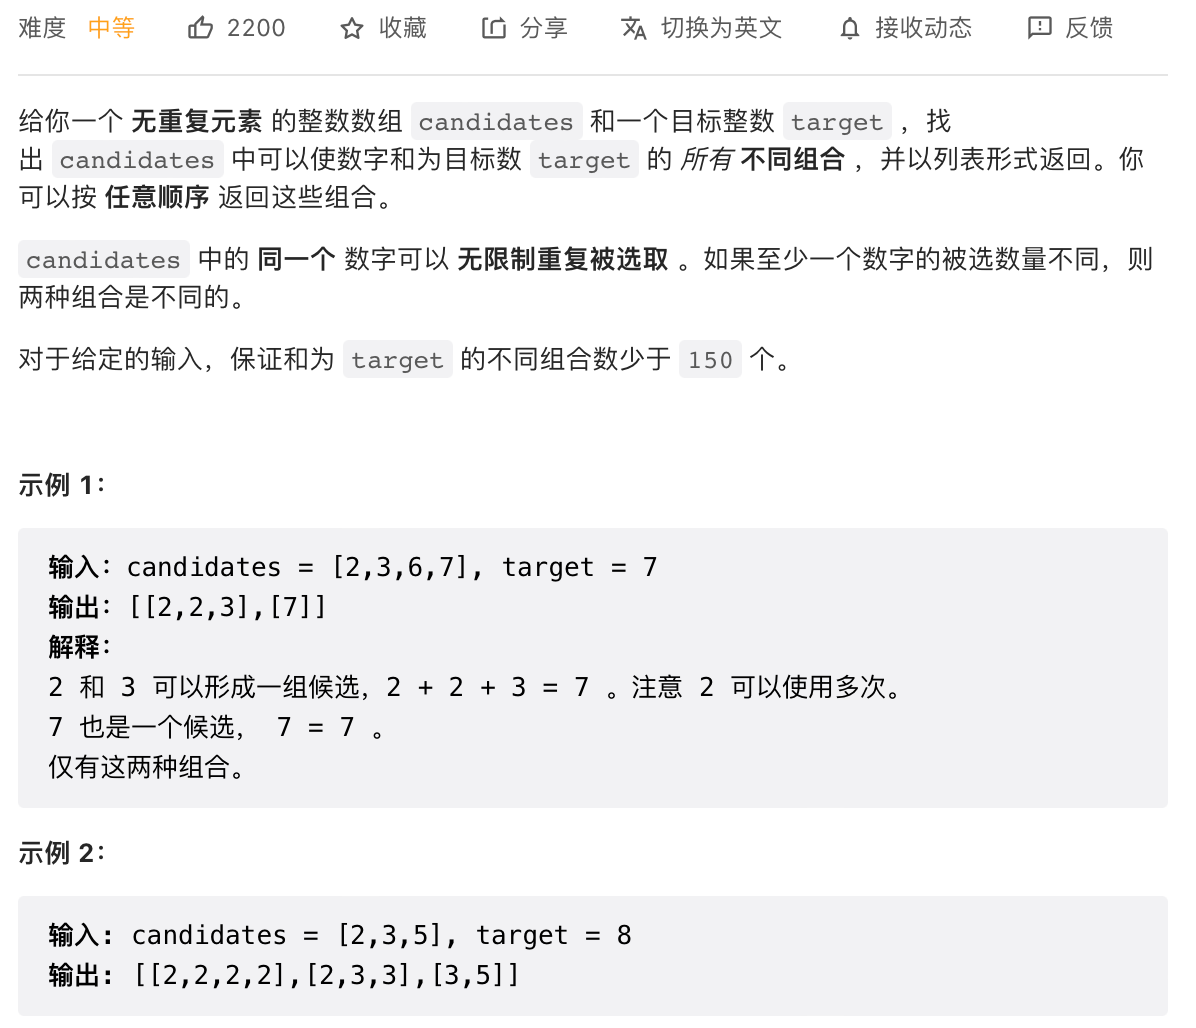 难度 中等 2200 收藏 分享 切换为英文 接收动态 反馈
给你一个 无重复元素 的整数数组 candidates 和一个目标整数 target ，找
出 candidates 中可以使数字和为目标数 target 的 所有 不同组合 ，并以列表形式返回。你
可以按 任意顺序 返回这些组合。
candidates 中的 同一个 数字可以 无限制重复被选取 。如果至少一个数字的被选数量不同，则
两种组合是不同的。
对于给定的输入，保证和为 target 的不同组合数少于 150 个。
示例 1：
输入：candidates = [2,3,6,7], target = 7
输出：[[2,2,3],[7]]
解释：
2 和 3 可以形成一组候选，2 + 2 + 3 = 7 。注意 2 可以使用多次。
7 也是一个候选， 7 = 7 。
仅有这两种组合。
示例 2：
输入: candidates = [2,3,5], target = 8
输出: [[2,2,2,2],[2,3,3],[3,5]]